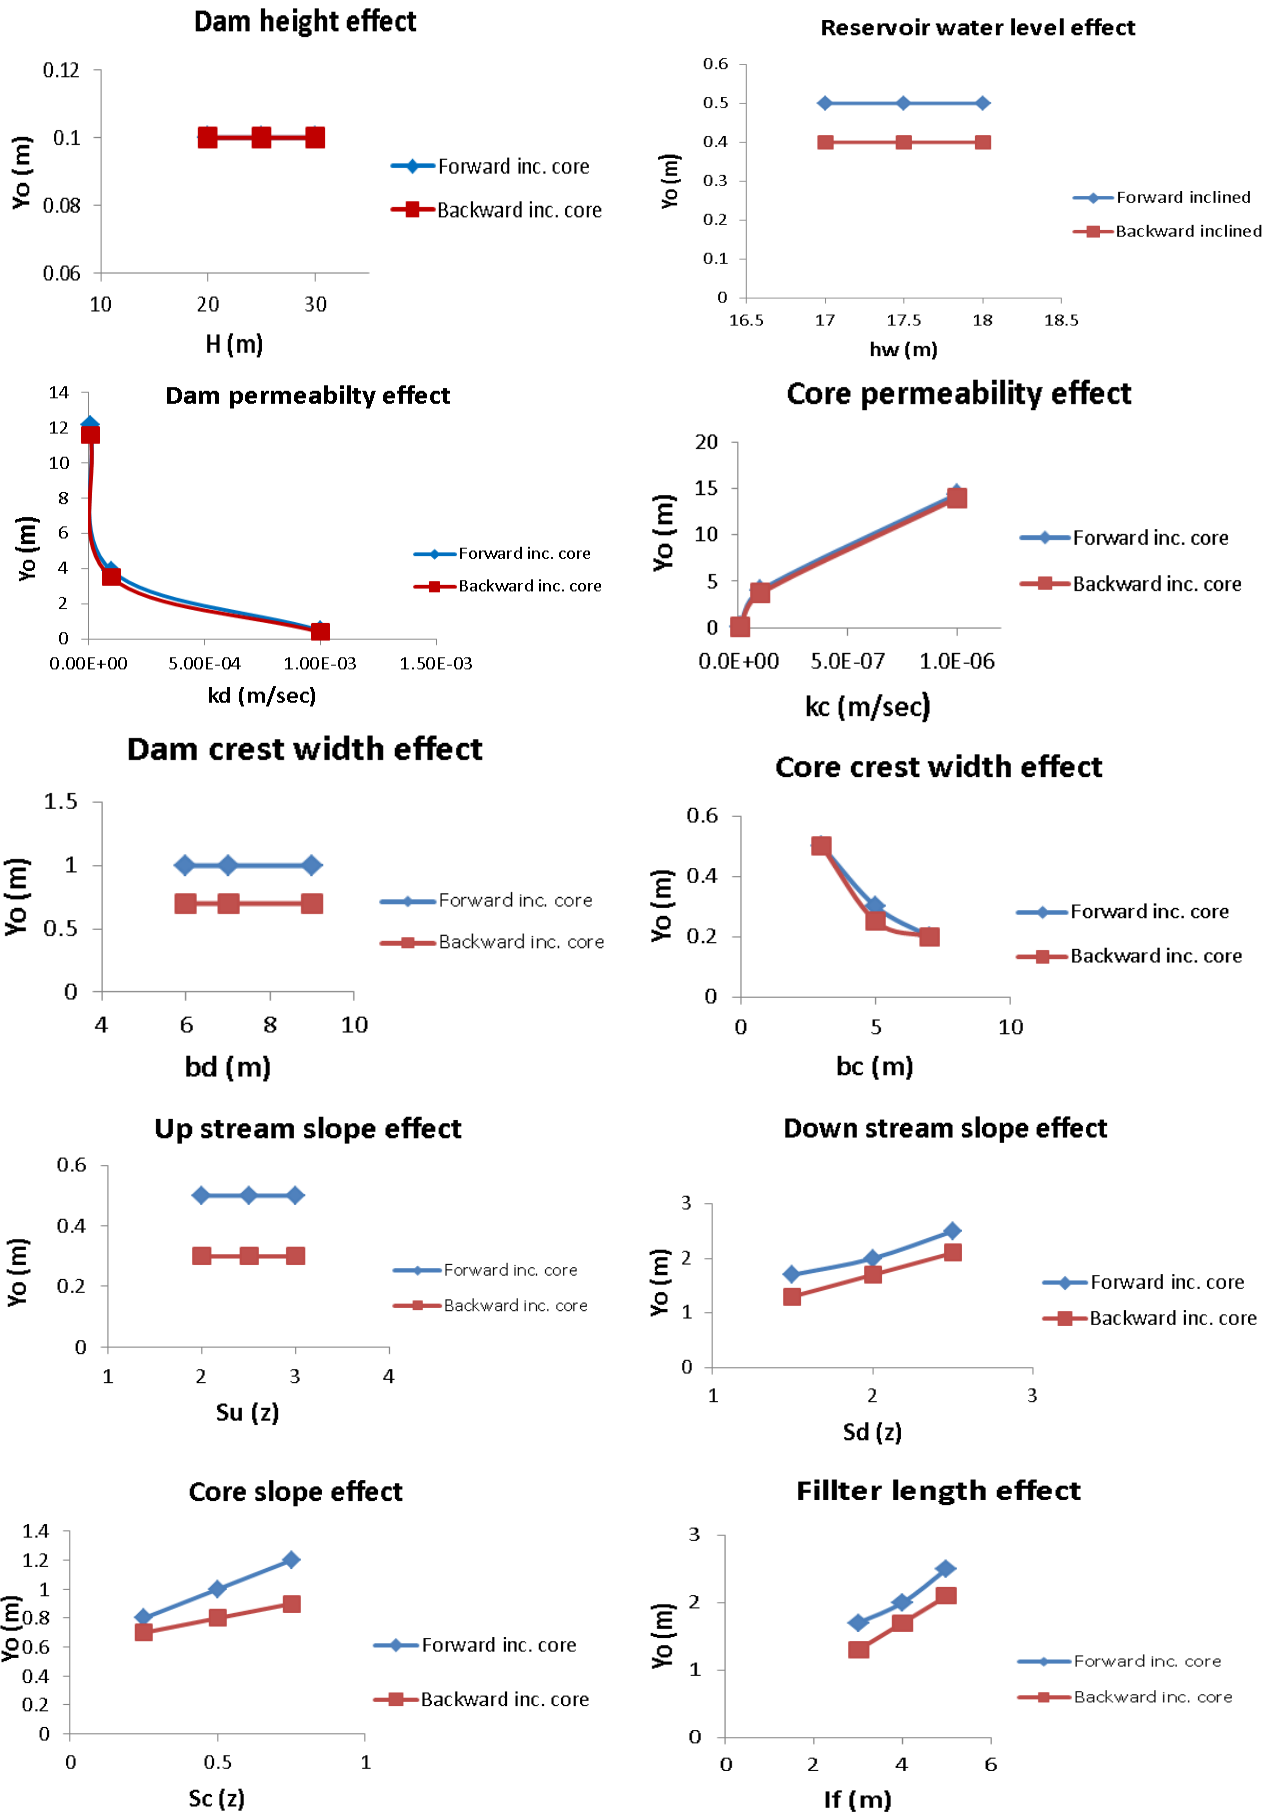 Dam height effect
0.12
0.1
0.08
0.06
Yo (m)
10 20 30
H (m)
Forward inc. core
Backward inc. core
Reservoir water level effect
0.6
0.5
0.4
0.3
0.2
0.1
0
Yo (m)
16.5 17 17.5 18 18.5
hw (m)
Forward inclined
Backward inclined
Dam permeabilty effect
14
12
10
8
6
4
2
0
Yo (m)
0.00E+00 5.00E-04 1.00E-03 1.50E-03
kd (m/sec)
Forward inc. core
Backward inc. core
Core permeability effect
20
15
10
5
0
Yo (m)
0.0E+00 5.0E-07 1.0E-06
kc (m/sec)
Forward inc. core
Backward inc. core
Dam crest width effect
1.5
1
0.5
0
Yo (m)
4 6 8 10
bd (m)
Forward inc. core
Backward inc. core
Core crest width effect
0.6
0.4
0.2
0
Yo (m)
0 5 10
bc (m)
Forward inc. core
Backward inc. core
Up stream slope effect
0.6
0.4
0.2
0
Yo (m)
1 2 3 4
Su (z)
Forward inc. core
Backward inc. core
Down stream slope effect
3
2
1
0
Yo (m)
1 2 3
Sd (z)
Forward inc. core
Backward inc. core
Core slope effect
1.4
1.2
1
0.8
0.6
0.4
0.2
0
Yo (m)
0 0.5 1
Sc (z)
Forward inc. core
Backward inc. core
Fillter length effect
3
2
1
0
Yo (m)
0 2 4 6
lf (m)
Forward inc. core
Backward inc. core